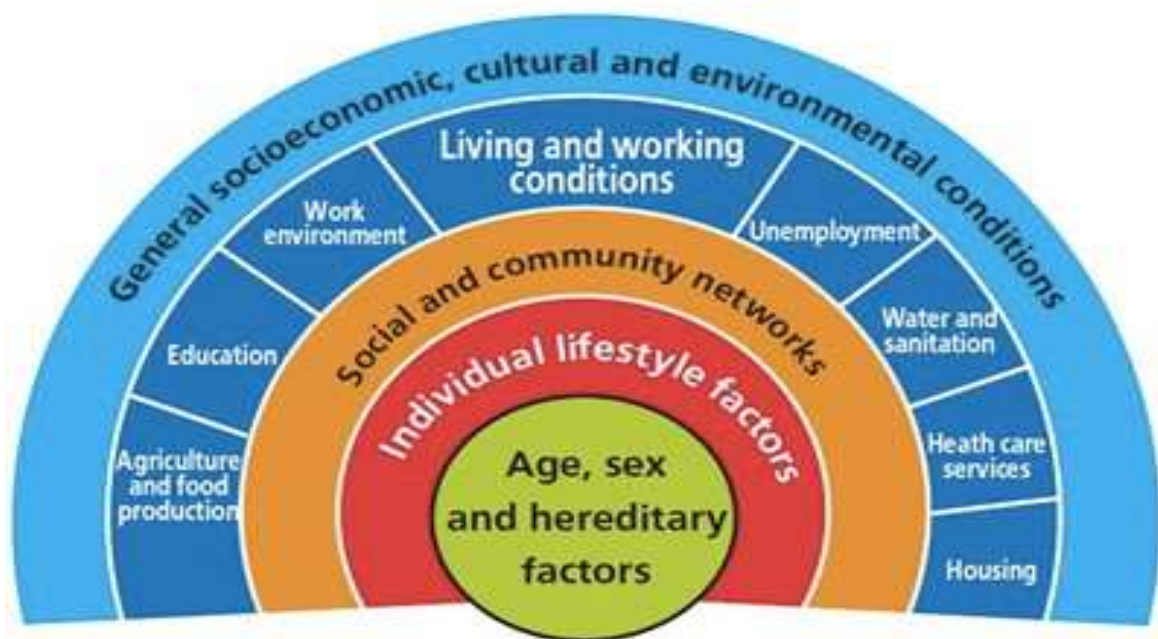 General socioeconomic, cultural and environmental conditions
Living and working
conditions
Work
environment
Unemployment
Education
Water and
sanitation
Agriculture
and food
production
Heath care
services
Housing
Social and community networks
Individual lifestyle factors
Age, sex
and hereditary
factors